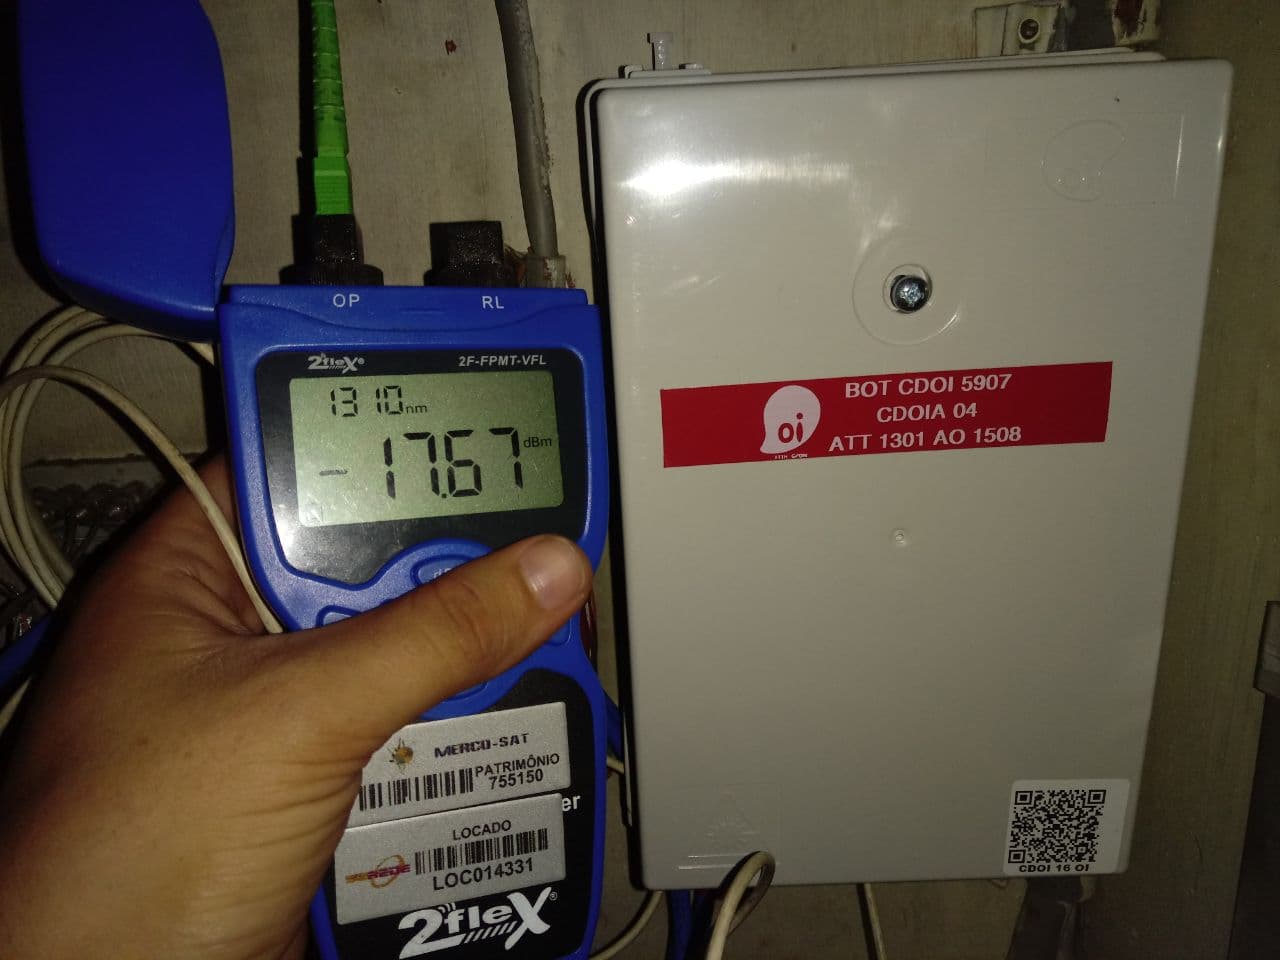 OP
RL
2flex®
2F-FPMT-VFL
1310nm
-17.67 dBm
MERCO-SAT
PATRIMÔNIO
755150
er
LOCADO
LOC014331
2flex®
oi
BOT CDOI 5907
CDOIA 04
ATT 1301 AO 1508
CDOI 16 OI